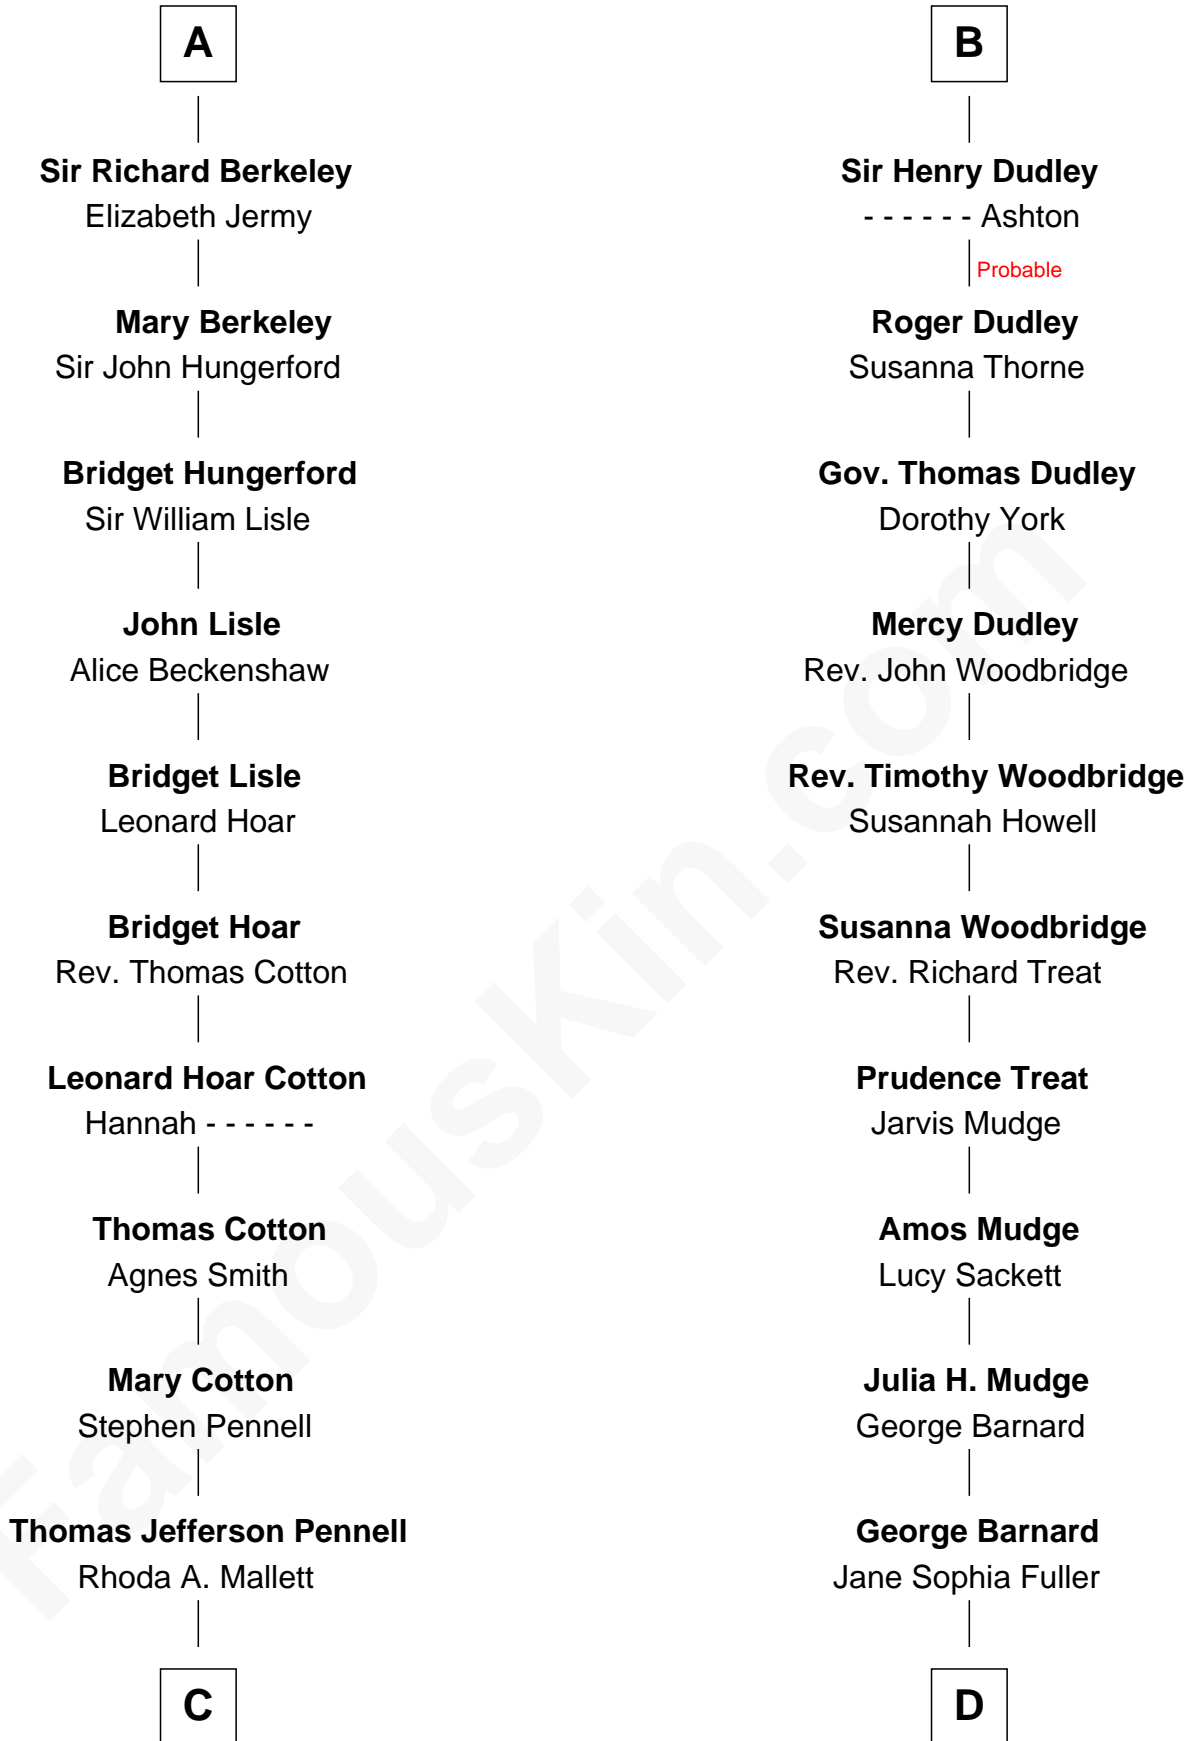 A
Sir Richard Berkeley
Elizabeth Jermy
Mary Berkeley
Sir John Hungerford
Bridget Hungerford
Sir William Lisle
John Lisle
Alice Beckenshaw
Bridget Lisle
Leonard Hoar
Bridget Hoar
Rev. Thomas Cotton
Leonard Hoar Cotton
Hannah - - - - - -
Thomas Cotton
Agnes Smith
Mary Cotton
Stephen Pennell
Thomas Jefferson Pennell
Rhoda A. Mallett
C
B
Sir Henry Dudley
- - - - - - Ashton
Probable
Roger Dudley
Susanna Thorne
Gov. Thomas Dudley
Dorothy York
Mercy Dudley
Rev. John Woodbridge
Rev. Timothy Woodbridge
Susannah Howell
Susanna Woodbridge
Rev. Richard Treat
Prudence Treat
Jarvis Mudge
Amos Mudge
Lucy Sackett
Julia H. Mudge
George Barnard
George Barnard
Jane Sophia Fuller
D
FamousKin.com